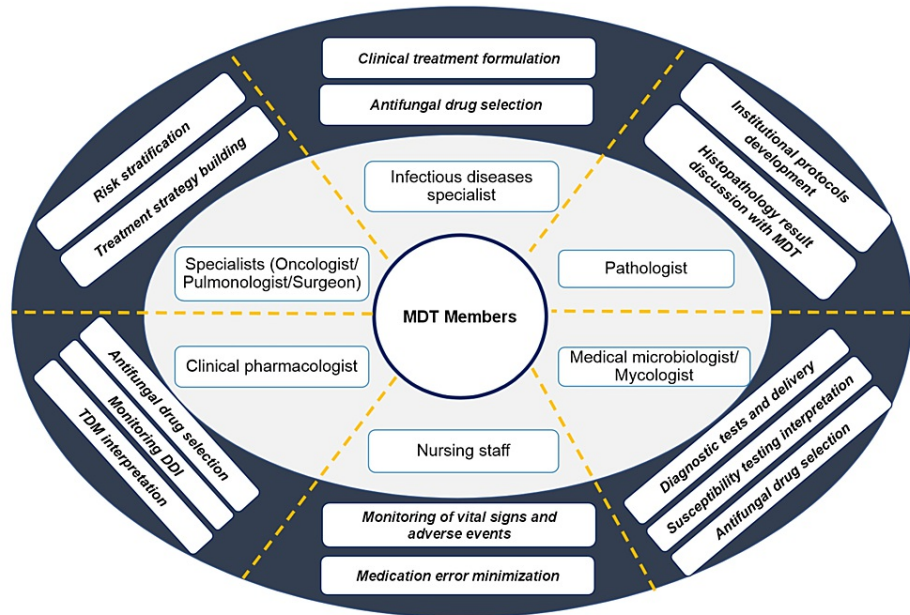 Clinical treatment formulation
Antifungal drug selection
Infectious diseases
specialist
Risk stratification
Treatment strategy building
Specialists (Oncologist/
Pulmonologist/Surgeon)
Institutional protocols
development
Histopathology result
discussion with MDT
Pathologist
MDT Members
Clinical pharmacologist
Antifungal drug selection
Monitoring DDI
TDM interpretation
Medical microbiologist/
Mycologist
Diagnostic tests and delivery
Susceptibility testing interpretation
Antifungal drug selection
Nursing staff
Monitoring of vital signs and
adverse events
Medication error minimization